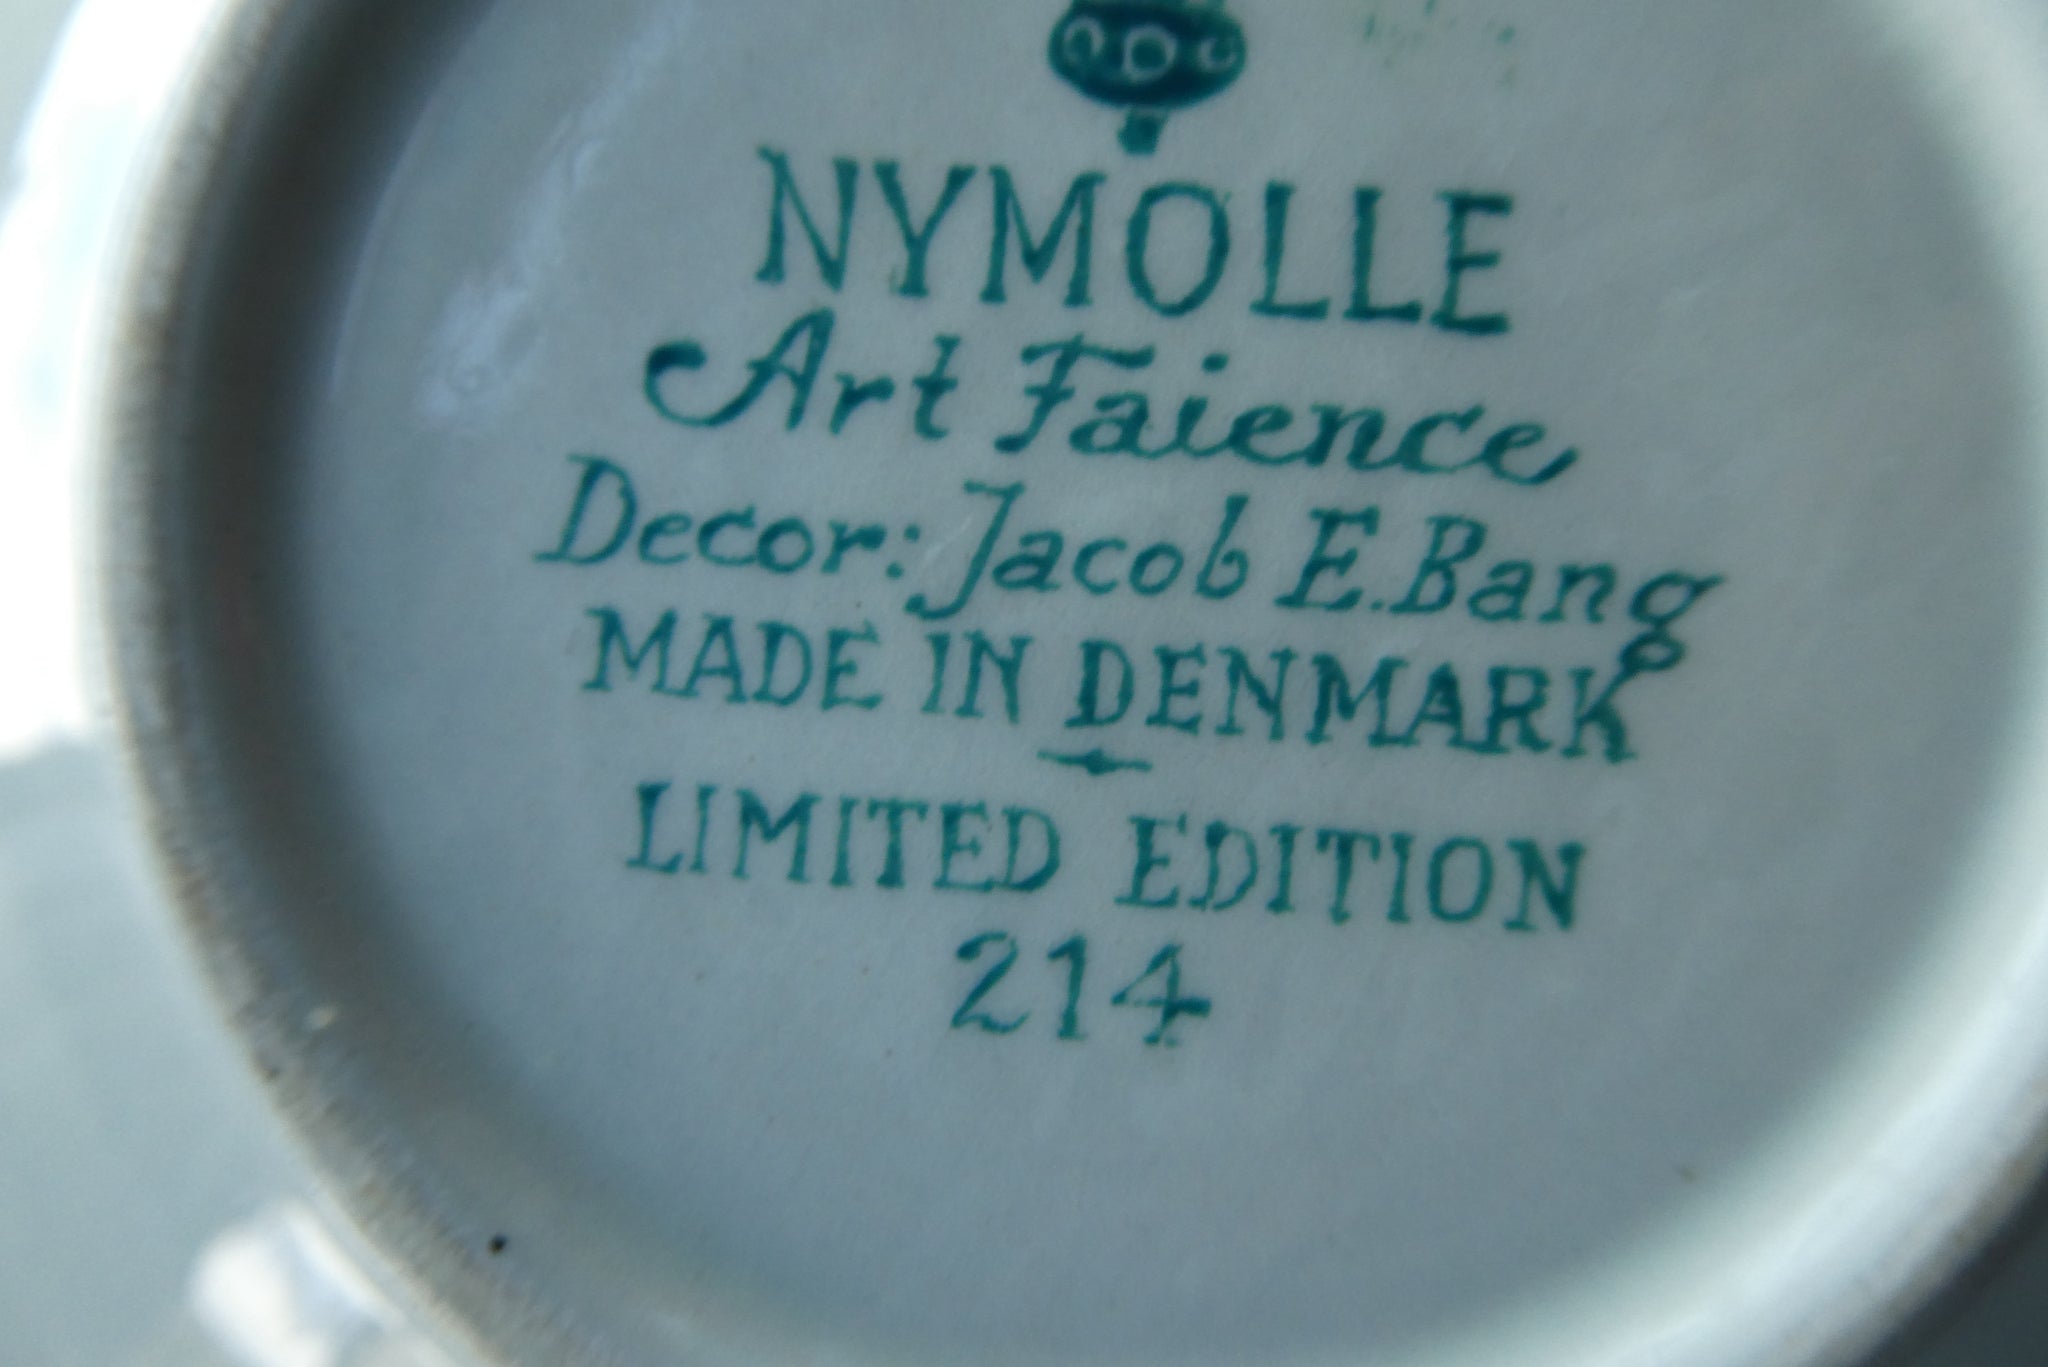 NYMOLLE
Art Faience
Decor: Jacob E. Bang
MADE IN DENMARK
LIMITED EDITION
214